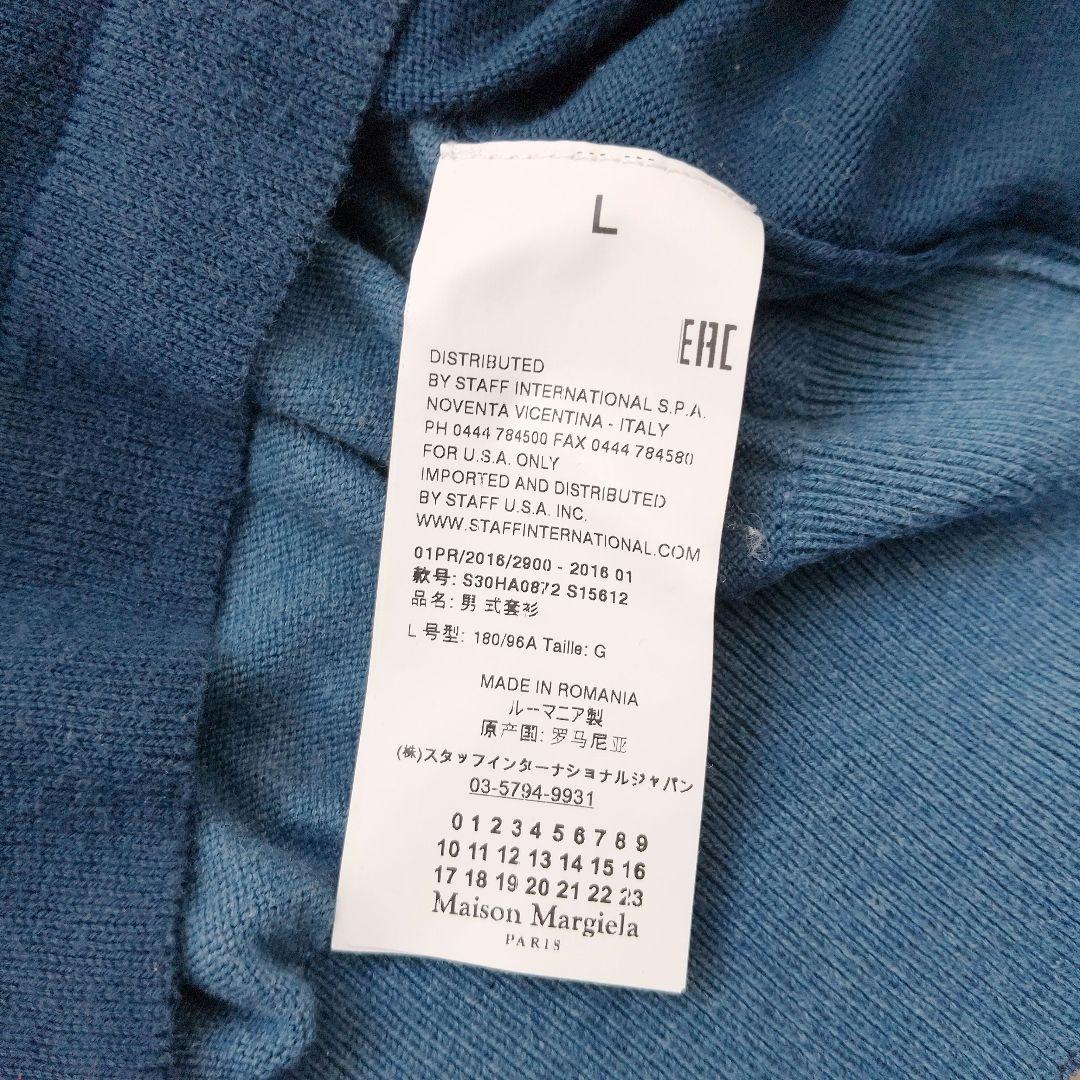 L
EAC
DISTRIBUTED
BY STAFF INTERNATIONAL S.P.A.
NOVENTA VICENTINA - ITALY
PH 0444 784500 FAX 0444 784580
FOR U.S.A. ONLY
IMPORTED AND DISTRIBUTED
BY STAFF U.S.A. INC.
WWW.STAFFINTERNATIONAL.COM
01PR/2016/2900 - 2016 01
款号: S30HA0872 S15612
品名: 男 式套衫
L 号型: 180/96A Taille: G
MADE IN ROMANIA
ルーマニア製
原产国: 罗马尼亚
(株)スタッフインターナショナルジャパン
03-5794-9931
0 1 2 3 4 5 6 7 8 9
10 11 12 13 14 15 16
17 18 19 20 21 22 23
Maison Margiela
PARIS